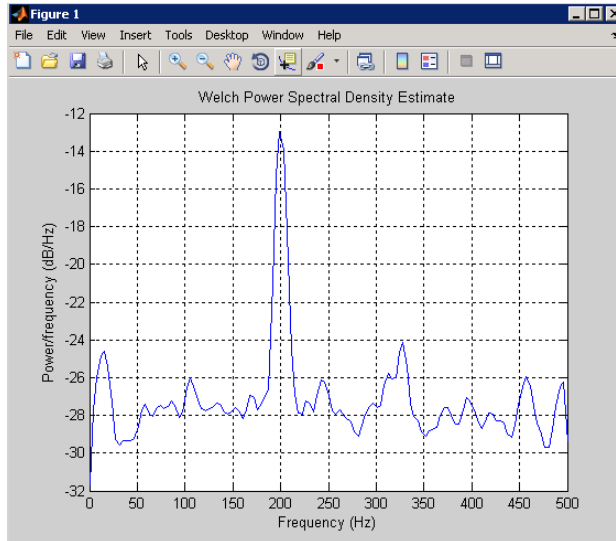 Figure 1
File Edit View Insert Tools Desktop Window Help
Welch Power Spectral Density Estimate
-12
-14
-16
-18
-20
-22
-24
-26
-28
-30
-32
Power/frequency (dB/Hz)
0 50 100 150 200 250 300 350 400 450 500
Frequency (Hz)